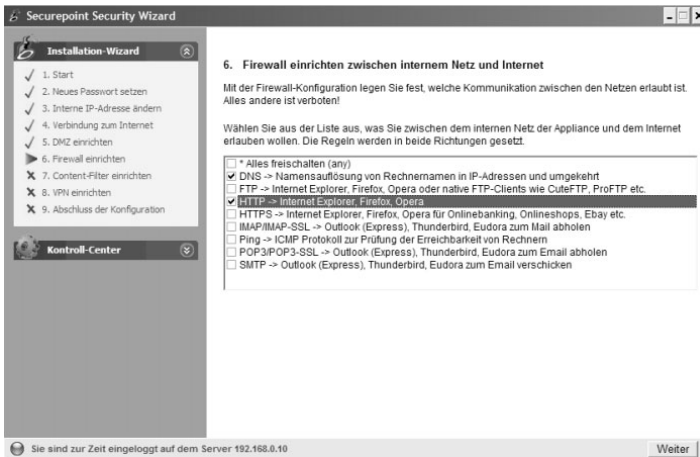 Securepoint Security Wizard
Installation-Wizard
1. Start
2. Neues Passwort setzen
3. Interne IP-Adresse ändern
4. Verbindung zum Internet
5. DMZ einrichten
6. Firewall einrichten
7. Content-Filter einrichten
8. VPN einrichten
9. Abschluss der Konfiguration
Kontroll-Center
6. Firewall einrichten zwischen internem Netz und Internet
Mit der Firewall-Konfiguration legen Sie fest, welche Kommunikation zwischen den Netzen erlaubt ist.
Alles andere ist verboten!
Wählen Sie aus der Liste aus, was Sie zwischen dem internen Netz der Appliance und dem Internet
erlauben wollen. Die Regeln werden in beide Richtungen gesetzt.
* Alles freischalten (any)
DNS -> Namensauflösung von Rechnernamen in IP-Adressen und umgekehrt
FTP -> Internet Explorer, Firefox, Opera oder native FTP-Clients wie CuteFTP, ProFTP etc.
HTTP -> Internet Explorer, Firefox, Opera
HTTPS -> Internet Explorer, Firefox, Opera für Onlinebanking, Onlineshops, Ebay etc.
IMAP/IMAP-SSL -> Outlook (Express), Thunderbird, Eudora zum Mail abholen
Ping -> ICMP Protokoll zur Prüfung der Erreichbarkeit von Rechnern
POP3/POP3-SSL -> Outlook (Express), Thunderbird, Eudora zum Email abholen
SMTP -> Outlook (Express), Thunderbird, Eudora zum Email verschicken
Sie sind zur Zeit eingeloggt auf dem Server 192.168.0.10
Weiter